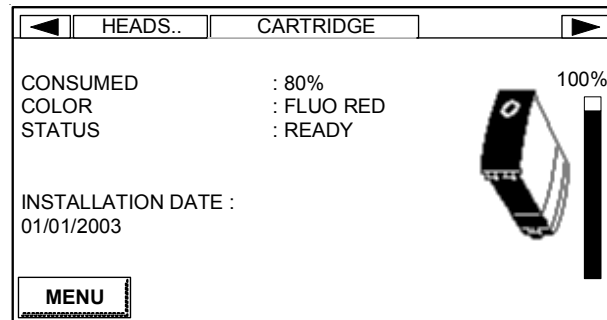 HEADS.. CARTRIDGE
CONSUMED : 80% 100%
COLOR : FLUO RED
STATUS : READY
INSTALLATION DATE :
01/01/2003
MENU